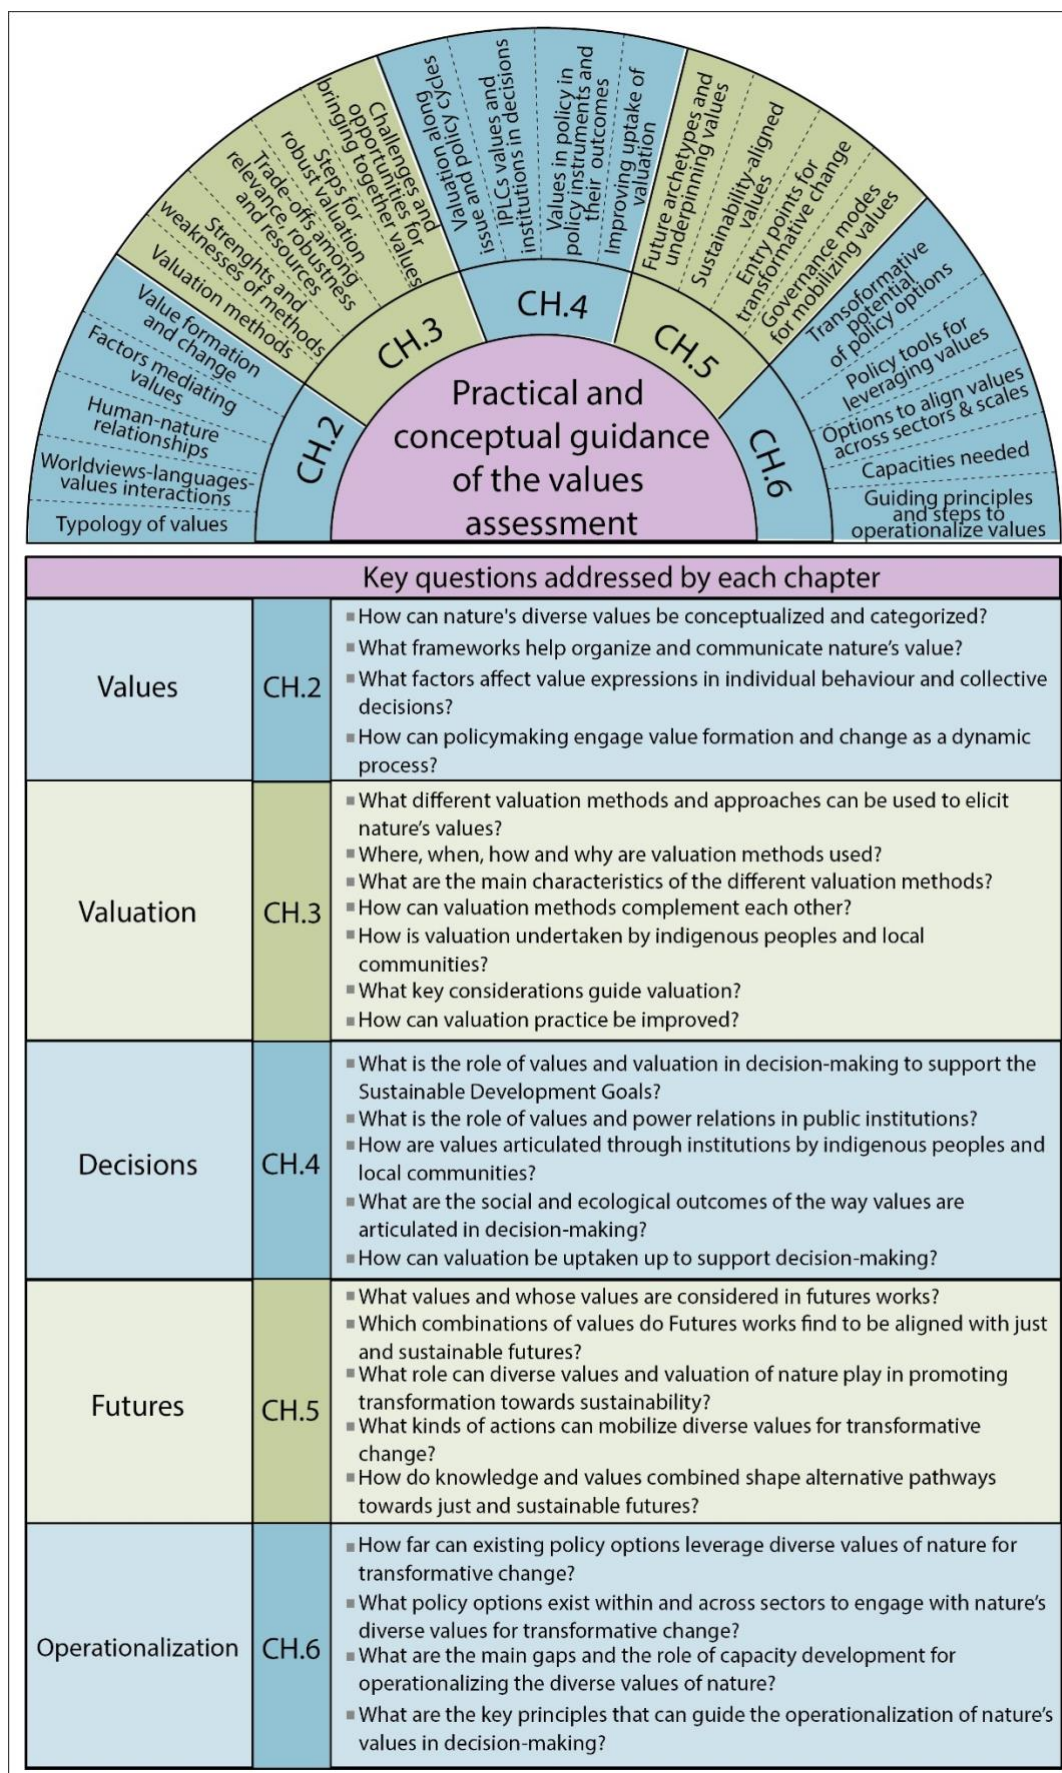 Typology of values
Worldviews-languages-
values interactions
Human-nature
relationships
Factors mediating
values
Value formation
and change
CH.2
Valuation methods
Strenghts and
weaknesses of methods
Trade-offs among
relevance robustness
and resources
Steps for
robust valuation
Challenges and
opportunities for
bringing together values
CH.3
Valuation along
issue and policy cycles
IPLCs values and
institutions in decisions
Values in policy in
policy instruments and
their outcomes
Improving uptake of
valuation
CH.4
Future archetypes and
underpinning values
Sustainability-aligned
values
Entry points for
transformative change
Governance modes
for mobilizing values
CH.5
Transoformative
potential
of policy options
Policy tools for
leveraging values
Options to align values
across sectors & scales
Capacities needed
Guiding principles
and steps to
operationalize values
CH.6
Practical and
conceptual guidance
of the values
assessment
Key questions addressed by each chapter
Values
CH.2
▪ How can nature's diverse values be conceptualized and categorized?
▪ What frameworks help organize and communicate nature's value?
▪ What factors affect value expressions in individual behaviour and collective
decisions?
▪ How can policymaking engage value formation and change as a dynamic
process?
Valuation
CH.3
▪ What different valuation methods and approaches can be used to elicit
nature's values?
▪ Where, when, how and why are valuation methods used?
▪ What are the main characteristics of the different valuation methods?
▪ How can valuation methods complement each other?
▪ How is valuation undertaken by indigenous peoples and local
communities?
▪ What key considerations guide valuation?
▪ How can valuation practice be improved?
Decisions
CH.4
▪ What is the role of values and valuation in decision-making to support the
Sustainable Development Goals?
▪ What is the role of values and power relations in public institutions?
▪ How are values articulated through institutions by indigenous peoples and
local communities?
▪ What are the social and ecological outcomes of the way values are
articulated in decision-making?
▪ How can valuation be uptaken up to support decision-making?
Futures
CH.5
▪ What values and whose values are considered in futures works?
▪ Which combinations of values do Futures works find to be aligned with just
and sustainable futures?
▪ What role can diverse values and valuation of nature play in promoting
transformation towards sustainability?
▪ What kinds of actions can mobilize diverse values for transformative
change?
▪ How do knowledge and values combined shape alternative pathways
towards just and sustainable futures?
Operationalization
CH.6
▪ How far can existing policy options leverage diverse values of nature for
transformative change?
▪ What policy options exist within and across sectors to engage with nature's
diverse values for transformative change?
▪ What are the main gaps and the role of capacity development for
operationalizing the diverse values of nature?
▪ What are the key principles that can guide the operationalization of nature's
values in decision-making?